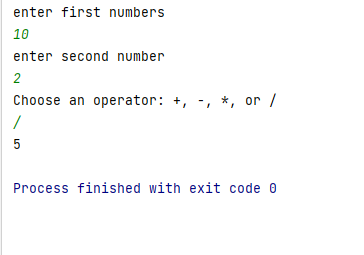 enter first numbers
10
enter second number
2
Choose an operator: +, -, *, or /
/
5
Process finished with exit code 0